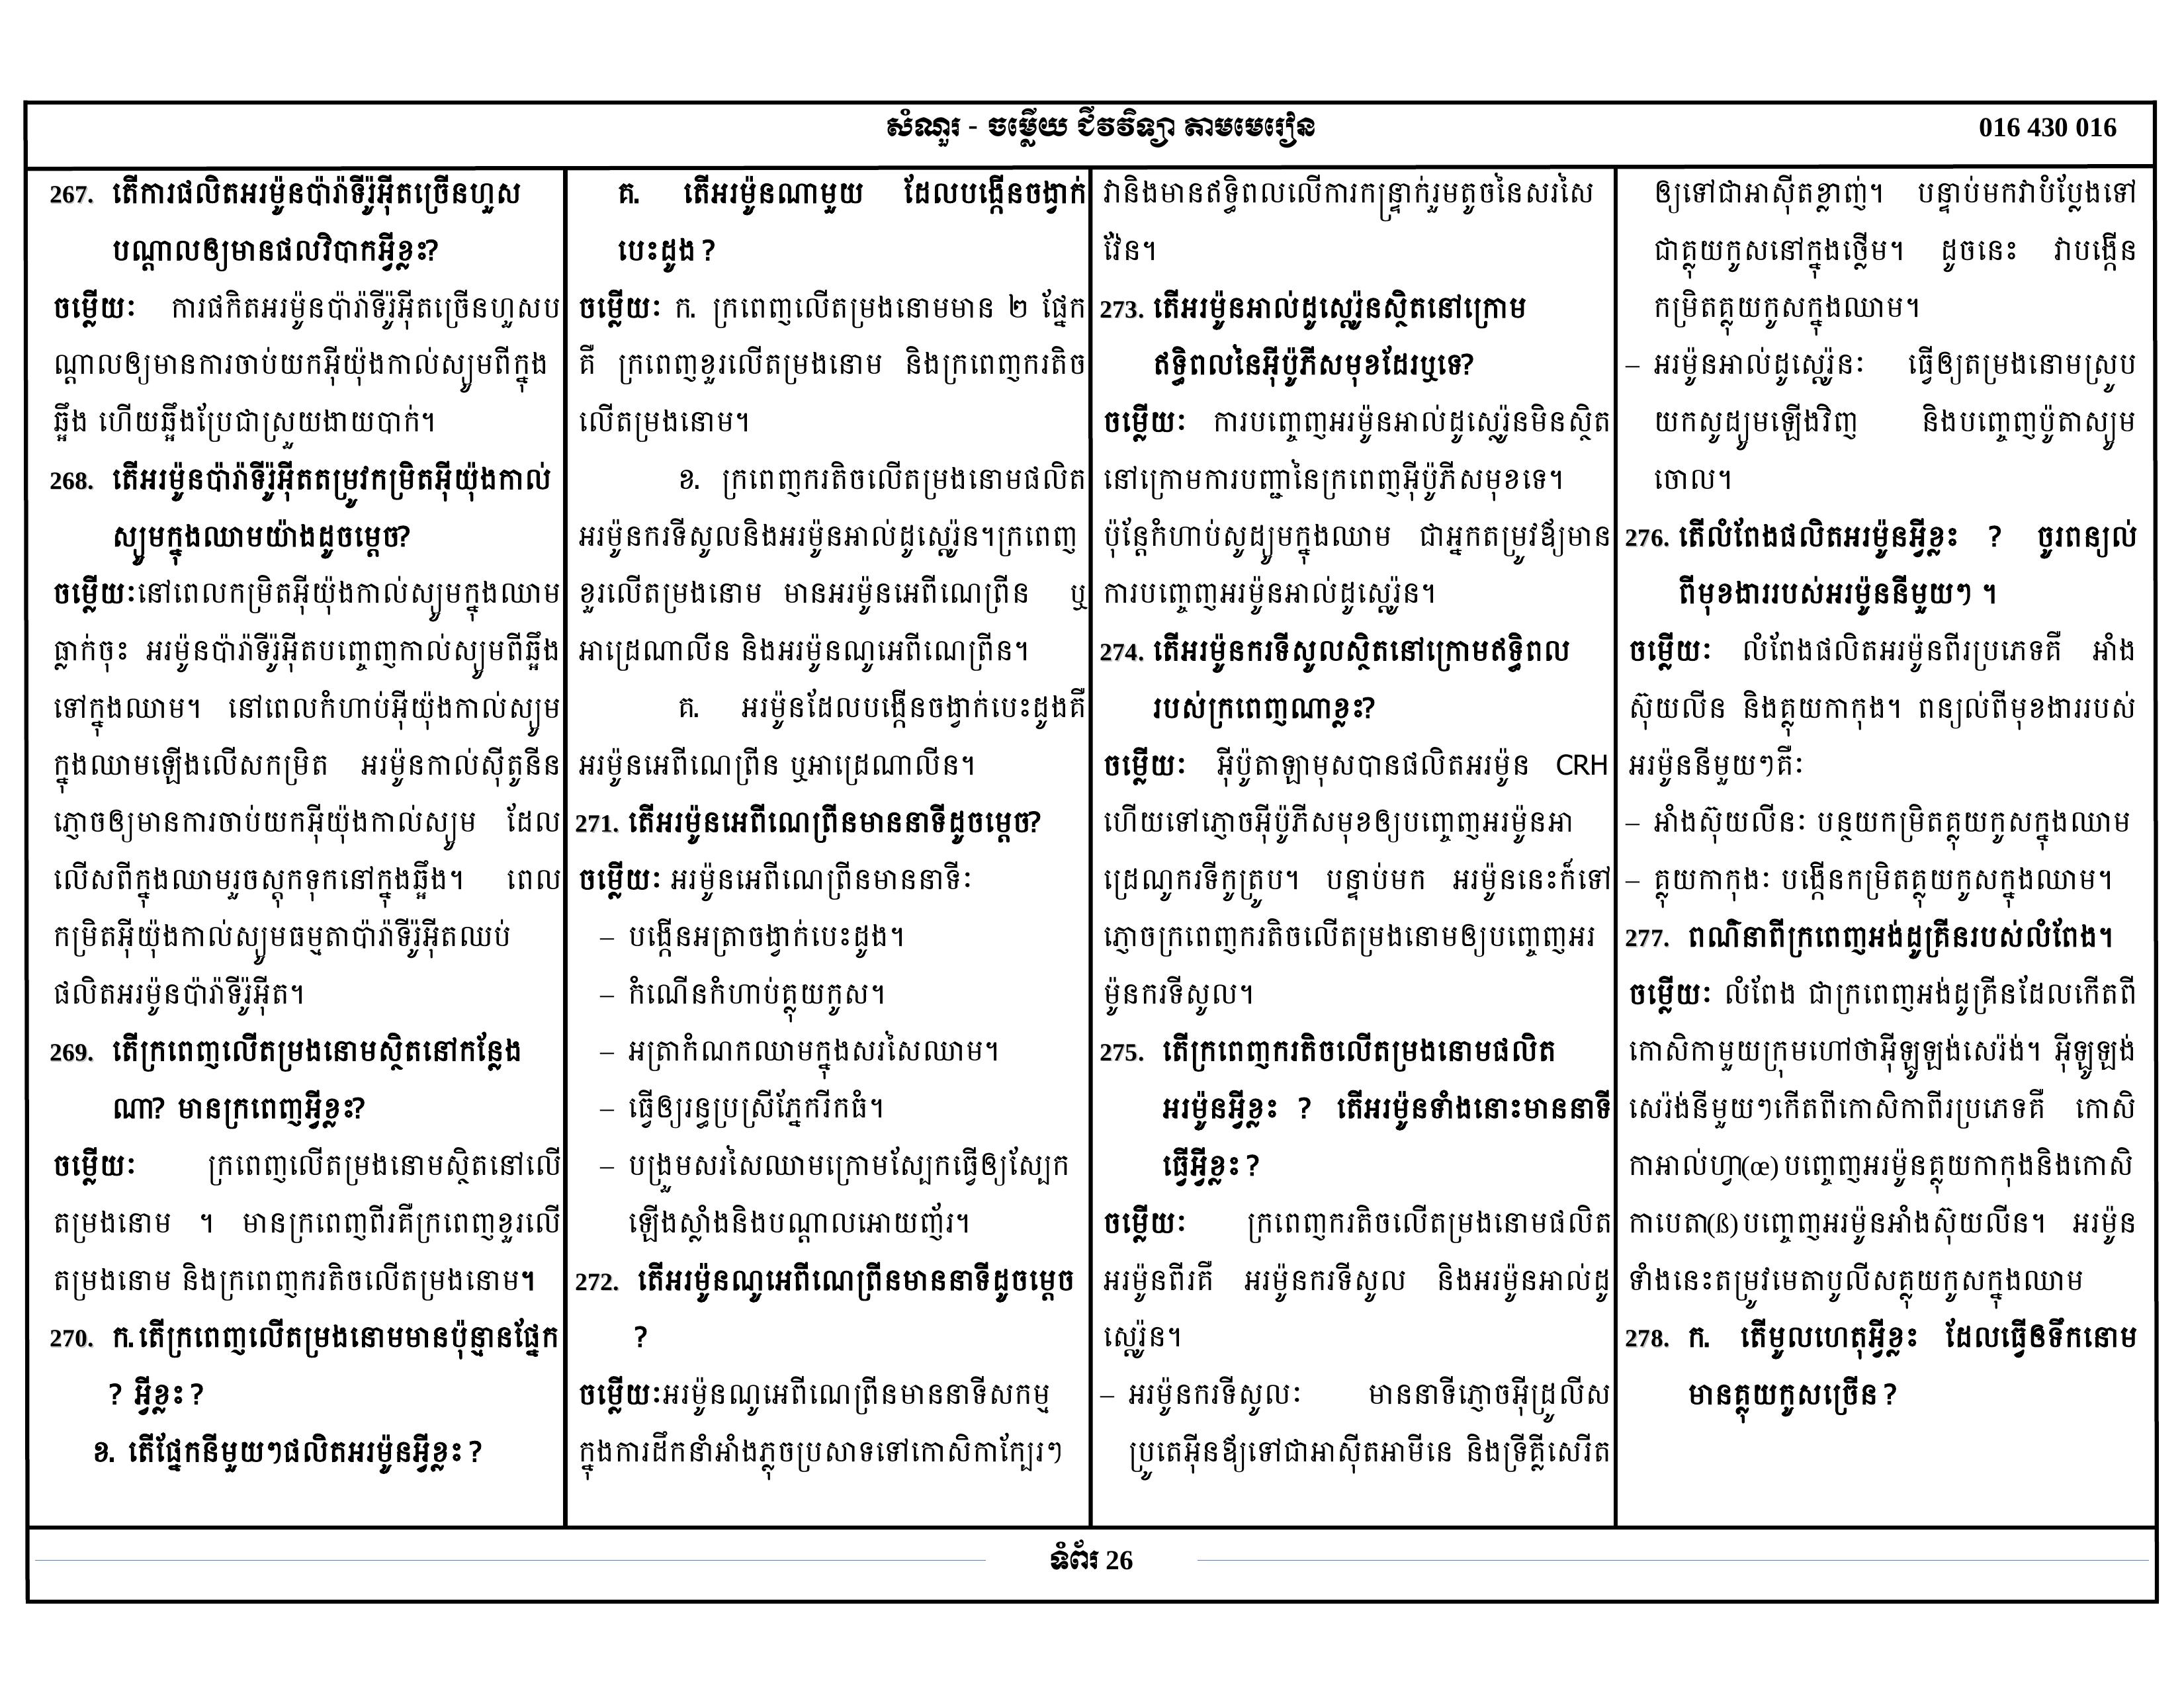 សំណួរ - ចម្លើយ ជីវវិទ្យា តាមមេរៀន
016 430 016
267. តើការផលិតអរម៉ូនប៉ារ៉ាទីរ៉ូអ៊ីតច្រើនហួស
បណ្តាលឲ្យមានផលវិបាកអ្វីខ្លះ?
ចម្លើយៈ ការផកិតអរម៉ូនប៉ារ៉ាទីរ៉ូអ៊ីតច្រើនហួសប
ណ្តាលឲ្យមានការចាប់យកអ៊ីយ៉ុងកាល់ស្យូមពីក្នុង
ឆ្អឹង ហើយឆ្អឹងប្រែជាស្រួយងាយបាក់។
268. តើអរម៉ូនប៉ារ៉ាទីរ៉ូអ៊ីតតម្រូវកម្រិតអ៊ីយ៉ុងកាល់
ស្យូមក្នុងឈាមយ៉ាងដូចម្តេច?
ចម្លើយៈនៅពេលកម្រិតអ៊ីយ៉ុងកាល់ស្យូមក្នុងឈាម
ធ្លាក់ចុះ អរម៉ូនប៉ារ៉ាទីរ៉ូអ៊ីតបញ្ចេញកាល់ស្យូមពីឆ្អឹង
ទៅក្នុងឈាម។ នៅពេលកំហាប់អ៊ីយ៉ុងកាល់ស្យូម
ក្នុងឈាមឡើងលើសកម្រិត អរម៉ូនកាល់ស៊ីតូនីន
ភ្ញោចឲ្យមានការចាប់យកអ៊ីយ៉ុងកាល់ស្យូម ដែល
លើសពីក្នុងឈាមរួចស្តុកទុកនៅក្នុងឆ្អឹង។ ពេល
កម្រិតអ៊ីយ៉ុងកាល់ស្យូមធម្មតាប៉ារ៉ាទីរ៉ូអ៊ីតឈប់
ផលិតអរម៉ូនប៉ារ៉ាទីរ៉ូអ៊ីត។
269. តើក្រពេញលើតម្រងនោមស្ថិតនៅកន្លែង
ណា? មានក្រពេញអ្វីខ្លះ?
ចម្លើយៈ ក្រពេញលើតម្រងនោមស្ថិតនៅលើ
តម្រងនោម ។ មានក្រពេញពីរគឺក្រពេញខួរលើ
តម្រងនោម និងក្រពេញករតិចលើតម្រងនោម។
270. ក. តើក្រពេញលើតម្រងនោមមានប៉ុន្មានផ្នែក
? អ្វីខ្លះ ?
ខ. តើផ្នែកនីមួយៗផលិតអរម៉ូនអ្វីខ្លះ ?
គ. តើអរម៉ូនណាមួយ ដែលបង្កើនចង្វាក់
បេះដូង ?
ចម្លើយៈ ក. ក្រពេញលើតម្រងនោមមាន ២ ផ្នែក
គឺ ក្រពេញខួរលើតម្រងនោម និងក្រពេញករតិច
លើតម្រងនោម។
ខ. ក្រពេញករតិចលើតម្រងនោមផលិត
អរម៉ូនករទីសូលនិងអរម៉ូនអាល់ដូស្តេរ៉ូន។ក្រពេញ
ខួរលើតម្រងនោម មានអរម៉ូនអេពីណេព្រីន ឬ
អាដ្រេណាលីន និងអរម៉ូនណូអេពីណេព្រីន។
គ. អរម៉ូនដែលបង្កើនចង្វាក់បេះដូងគឺ
អរម៉ូនអេពីណេព្រីន ឬអាដ្រេណាលីន។
271. តើអរម៉ូនអេពីណេព្រីនមាននាទីដូចម្តេច?
ចម្លើយៈ អរម៉ូនអេពីណេព្រីនមាននាទីៈ
– បង្កើនអត្រាចង្វាក់បេះដូង។
– កំណើនកំហាប់គ្លុយកូស។
– អត្រាកំណកឈាមក្នុងសរសៃឈាម។
– ធ្វើឲ្យរន្ធប្រស្រីភ្នែករីកធំ។
– បង្រួមសរសៃឈាមក្រោមស្បែកធ្វើឲ្យស្បែក
ឡើងស្លាំងនិងបណ្តាលអោយញ័រ។
272. តើអរម៉ូនណូអេពីណេព្រីនមាននាទីដូចម្តេច
?
ចម្លើយៈអរម៉ូនណូអេពីណេព្រីនមាននាទីសកម្ម
ក្នុងការដឹកនាំអាំងភ្លុចប្រសាទទៅកោសិកាក្បែរៗ
វានិងមានឥទ្ធិពលលើការកន្ត្រាក់រួមតូចនៃសរសៃ
វ៉ែន។
273. តើអរម៉ូនអាល់ដូស្តេរ៉ូនស្ថិតនៅក្រោម
ឥទ្ធិពលនៃអ៊ីប៉ូភីសមុខដែរឬទេ?
ចម្លើយៈ ការបញ្ចេញអរម៉ូនអាល់ដូស្តេរ៉ូនមិនស្ថិត
នៅក្រោមការបញ្ជានៃក្រពេញអ៊ីប៉ូភីសមុខទេ។
ប៉ុន្តែកំហាប់សូដ្យូមក្នុងឈាម ជាអ្នកតម្រូវឪ្យមាន
ការបញ្ចេញអរម៉ូនអាល់ដូស្តេរ៉ូន។
274. តើអរម៉ូនករទីសូលស្ថិតនៅក្រោមឥទ្ធិពល
របស់ក្រពេញណាខ្លះ?
ចម្លើយៈ អ៊ីប៉ូតាឡាមុសបានផលិតអរម៉ូន CRH
ហើយទៅភ្ញោចអ៊ីប៉ូភីសមុខឲ្យបញ្ចេញអរម៉ូនអា
ដ្រេណូករទីកូត្រូប។ បន្ទាប់មក អរម៉ូននេះក៏ទៅ
ភ្ញោចក្រពេញករតិចលើតម្រងនោមឲ្យបញ្ចេញអរ
ម៉ូនករទីសូល។
275. តើក្រពេញករតិចលើតម្រងនោមផលិត
អរម៉ូនអ្វីខ្លះ ? តើអរម៉ូនទាំងនោះមាននាទី
ធ្វើអ្វីខ្លះ ?
ចម្លើយៈ ក្រពេញករតិចលើតម្រងនោមផលិត
អរម៉ូនពីរគឺ អរម៉ូនករទីសូល និងអរម៉ូនអាល់ដូ
ស្តេរ៉ូន។
– អរម៉ូនករទីសូលៈ មាននាទីភ្ញោចអ៊ីដ្រូលីស
ប្រូតេអ៊ីនឪ្យទៅជាអាស៊ីតអាមីនេ និងទ្រីគ្លីសេរីត
ឲ្យទៅជាអាស៊ីតខ្លាញ់។ បន្ទាប់មកវាបំប្លែងទៅ
ជាគ្លុយកូសនៅក្នុងថ្លើម។ ដូចនេះ វាបង្កើន
កម្រិតគ្លុយកូសក្នុងឈាម។
– អរម៉ូនអាល់ដូស្តេរ៉ូនៈ ធ្វើឲ្យតម្រងនោមស្រូប
យកសូដ្យូមឡើងវិញ និងបញ្ចេញប៉ូតាស្យូម
ចោល។
276. តើលំពែងផលិតអរម៉ូនអ្វីខ្លះ ? ចូរពន្យល់
ពីមុខងាររបស់អរម៉ូននីមួយៗ ។
ចម្លើយៈ លំពែងផលិតអរម៉ូនពីរប្រភេទគឺ អាំង
ស៊ុយលីន និងគ្លុយកាកុង។ ពន្យល់ពីមុខងាររបស់
អរម៉ូននីមួយៗគឺៈ
– អាំងស៊ុយលីនៈ បន្ថយកម្រិតគ្លុយកូសក្នុងឈាម
– គ្លុយកាកុងៈ បង្កើនកម្រិតគ្លុយកូសក្នុងឈាម។
277. ពណ៌នាពីក្រពេញអង់ដូគ្រីនរបស់លំពែង។
ចម្លើយៈ លំពែង ជាក្រពេញអង់ដូគ្រីនដែលកើតពី
កោសិកាមួយក្រុមហៅថាអ៊ីឡូឡង់សេរ៉ង់។ អ៊ីឡូឡង់
សេរ៉ង់នីមួយៗកើតពីកោសិកាពីរប្រភេទគឺ កោសិ
កាអាល់ហ្វា(œ) បញ្ចេញអរម៉ូនគ្លុយកាកុងនិងកោសិ
កាបេតា(ß) បញ្ចេញអរម៉ូនអាំងស៊ុយលីន។ អរម៉ូន
ទាំងនេះតម្រូវមេតាបូលីសគ្លុយកូសក្នុងឈាម
278. ក. តើមូលហេតុអ្វីខ្លះ ដែលធ្វើឲទឹកនោម
មានគ្លុយកូសច្រើន ?
ទំព័រ 26